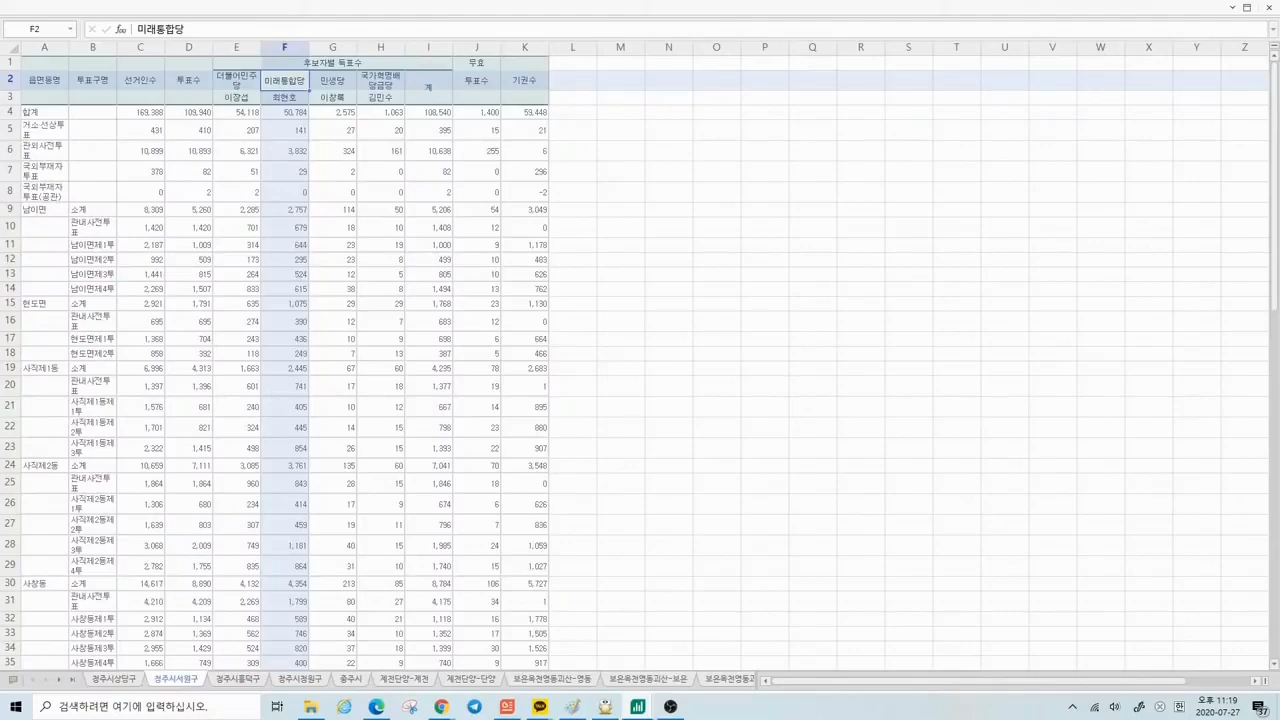 F2 미래통합당
A B C D E F G H I J K L M N O P Q R S T U V W X Y Z
1 후보자별 득표수 무효
2 읍면동명 투표구명 선거인수 투표수 더불어민주당 미래통합당 민생당 국가혁명배당금당 계 투표수 기권수
3 이장섭 최현호 이창록 김민수
4 합계 169,388 109,940 54,118 50,784 2,575 1,063 108,540 1,400 59,448
5 거소·선상투표 431 410 207 141 27 20 395 15 21
6 관외사전투표 10,899 10,893 6,321 3,832 324 161 10,638 255 6
7 국외부재자투표 378 82 51 29 2 0 82 0 296
8 국외부재자투표(공관) 0 2 2 0 0 0 2 0 -2
9 남이면 소계 8,309 5,260 2,285 2,757 114 50 5,206 54 3,049
10 관내사전투표 1,420 1,420 701 679 18 10 1,408 12 0
11 남이면제1투 2,187 1,009 314 644 23 19 1,000 9 1,178
12 남이면제2투 992 509 173 295 23 8 499 10 483
13 남이면제3투 1,441 815 264 524 12 5 805 10 626
14 남이면제4투 2,269 1,507 833 615 38 8 1,494 13 762
15 현도면 소계 2,921 1,791 635 1,075 29 29 1,768 23 1,130
16 관내사전투표 695 695 274 390 12 7 683 12 0
17 현도면제1투 1,368 704 243 436 10 9 698 6 664
18 현도면제2투 858 392 118 249 7 13 387 5 466
19 사직제1동 소계 6,996 4,313 1,663 2,445 67 60 4,235 78 2,683
20 관내사전투표 1,397 1,396 601 741 17 18 1,377 19 1
21 사직제1동제1투 1,576 681 240 405 10 12 667 14 895
22 사직제1동제2투 1,701 821 324 445 14 15 798 23 880
23 사직제1동제3투 2,322 1,415 498 854 26 15 1,393 22 907
24 사직제2동 소계 10,659 7,111 3,085 3,761 135 60 7,041 70 3,548
25 관내사전투표 1,864 1,864 960 843 28 15 1,846 18 0
26 사직제2동제1투 1,306 680 234 414 17 9 674 6 626
27 사직제2동제2투 1,639 803 307 459 19 11 796 7 836
28 사직제2동제3투 3,068 2,009 749 1,181 40 15 1,985 24 1,059
29 사직제2동제4투 2,782 1,755 835 864 31 10 1,740 15 1,027
30 사창동 소계 14,617 8,890 4,132 4,354 213 85 8,784 106 5,727
31 관내사전투표 4,210 4,209 2,269 1,799 80 27 4,175 34 1
32 사창동제1투 2,912 1,134 468 589 40 21 1,118 16 1,778
33 사창동제2투 2,874 1,369 562 746 34 10 1,352 17 1,505
34 사창동제3투 2,955 1,429 524 820 37 18 1,399 30 1,526
35 사창동제4투 1,666 749 309 400 22 9 740 9 917
청주시상당구 청주시서원구 청주시흥덕구 청주시청원구 충주시 제천단양-제천 제천단양-단양 보은옥천영동괴산-영동 보은옥천영동괴산-보은 보은옥천영동괴
검색하려면 여기에 입력하십시오.
오후 11:19
2020-07-27
37